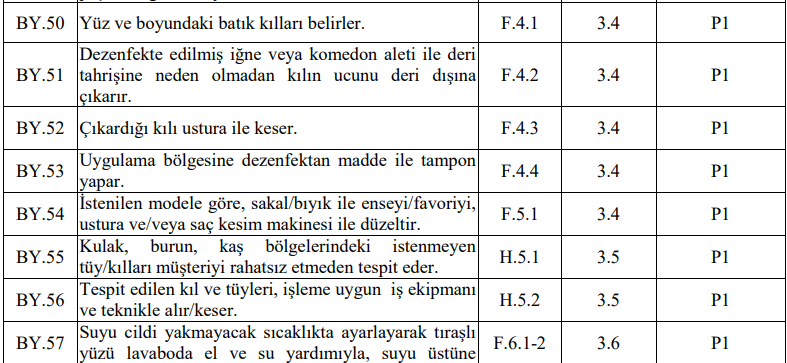 BY.50 Yüz ve boyundaki batık kılları belirler. F.4.1 3.4 P1
Dezenfekte edilmiş iğne veya komedon aleti ile deri
BY.51 tahrişine neden olmadan kılın ucunu deri dışına F.4.2 3.4 P1
çıkarır.
BY.52 Çıkardığı kılı ustura ile keser. F.4.3 3.4 P1
BY.53 Uygulama bölgesine dezenfektan madde ile tampon F.4.4 3.4 P1
yapar.
BY.54 İstenilen modele göre, sakal/bıyık ile enseyi/favoriyi, F.5.1 3.4 P1
ustura ve/veya saç kesim makinesi ile düzeltir.
BY.55 Kulak, burun, kaş bölgelerindeki istenmeyen H.5.1 3.5 P1
tüy/kılları müşteriyi rahatsız etmeden tespit eder.
BY.56 Tespit edilen kıl ve tüyleri, işleme uygun iş ekipmanı H.5.2 3.5 P1
ve teknikle alır/keser.
BY.57 Suyu cildi yakmayacak sıcaklıkta ayarlayarak tıraşlı F.6.1-2 3.6 P1
yüzü lavaboda el ve su yardımıyla, suyu üstüne